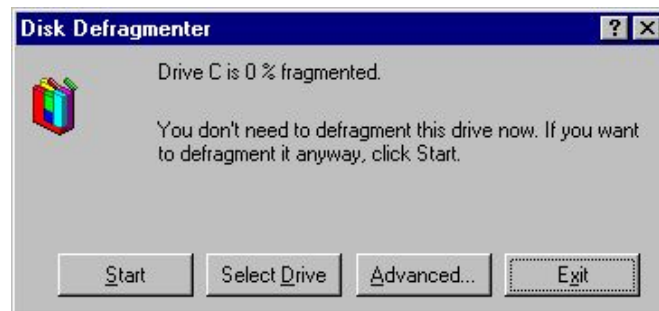 Disk Defragmenter
Drive C is 0 % fragmented.
You don't need to defragment this drive now. If you want
to defragment it anyway, click Start.
Start Select Drive Advanced... Exit